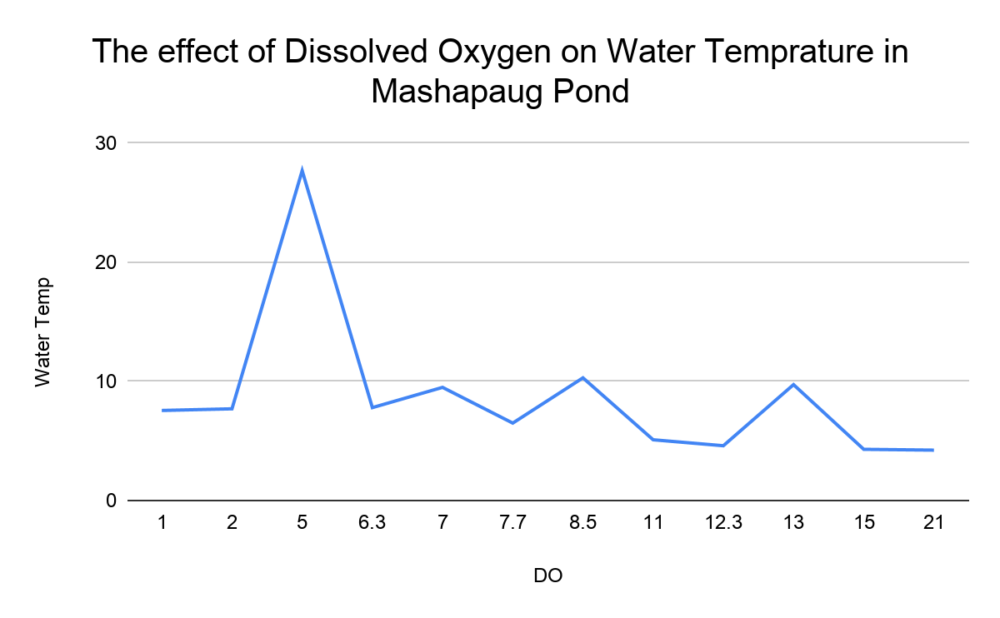 The effect of Dissolved Oxygen on Water Temprature in
Mashapaug Pond
30
20
10
0
Water Temp
1 2 5 6.3 7 7.7 8.5 11 12.3 13 15 21
DO